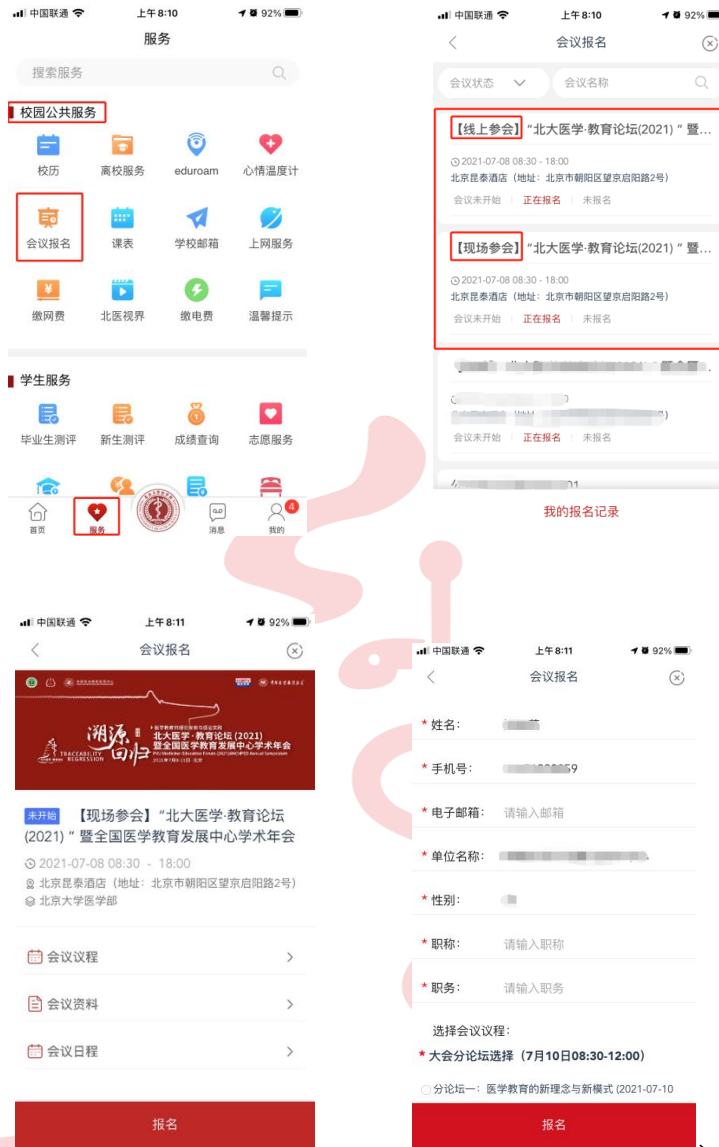 中国联通 上午8:10 92%
服务
搜索服务
校园公共服务
校历 离校服务 eduroam 心情温度计
会议报名 课表 学校邮箱 上网服务
缴网费 北医视界 缴电费 温馨提示
学生服务
毕业生测评 新生测评 成绩查询 志愿服务
首页 服务 消息 我的 4
中国联通 上午8:10 92%
会议报名
会议状态 会议名称
【线上参会】“北大医学·教育论坛(2021)“ 暨...
2021-07-08 08:30 - 18:00
北京昆泰酒店（地址：北京市朝阳区望京启阳路2号）
会议未开始 正在报名 未报名
【现场参会】“北大医学·教育论坛(2021)“ 暨...
2021-07-08 08:30 - 18:00
北京昆泰酒店（地址：北京市朝阳区望京启阳路2号）
会议未开始 正在报名 未报名
会议未开始 正在报名 未报名
我的报名记录
中国联通 上午8:11 92%
会议报名
溯源
回归
TRACEABILITY
REGRESSION
北大医学·教育论坛 (2021)
暨全国医学教育发展中心学术年会
未开始 【现场参会】“北大医学·教育论坛
(2021)“ 暨全国医学教育发展中心学术年会
2021-07-08 08:30 - 18:00
北京昆泰酒店（地址：北京市朝阳区望京启阳路2号）
北京大学医学部
会议议程
会议资料
会议日程
报名
中国联通 上午8:11 92%
会议报名
* 姓名：
* 手机号： 59
* 电子邮箱： 请输入邮箱
* 单位名称：
* 性别：
* 职称： 请输入职称
* 职务： 请输入职务
选择会议议程：
* 大会分论坛选择（7月10日08:30-12:00）
分论坛一：医学教育的新理念与新模式 (2021-07-10
报名